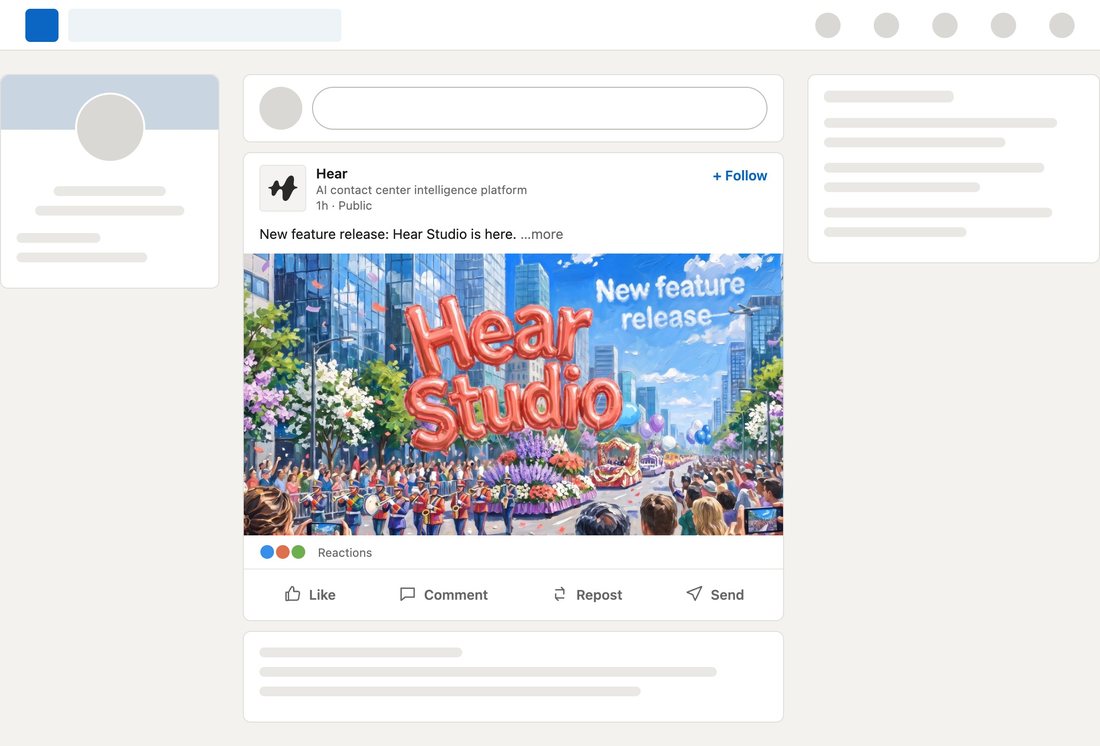 Hear
AI contact center intelligence platform
1h · Public
+ Follow
New feature release: Hear Studio is here. ...more
New feature
release
Hear
Studio
Reactions
Like
Comment
Repost
Send